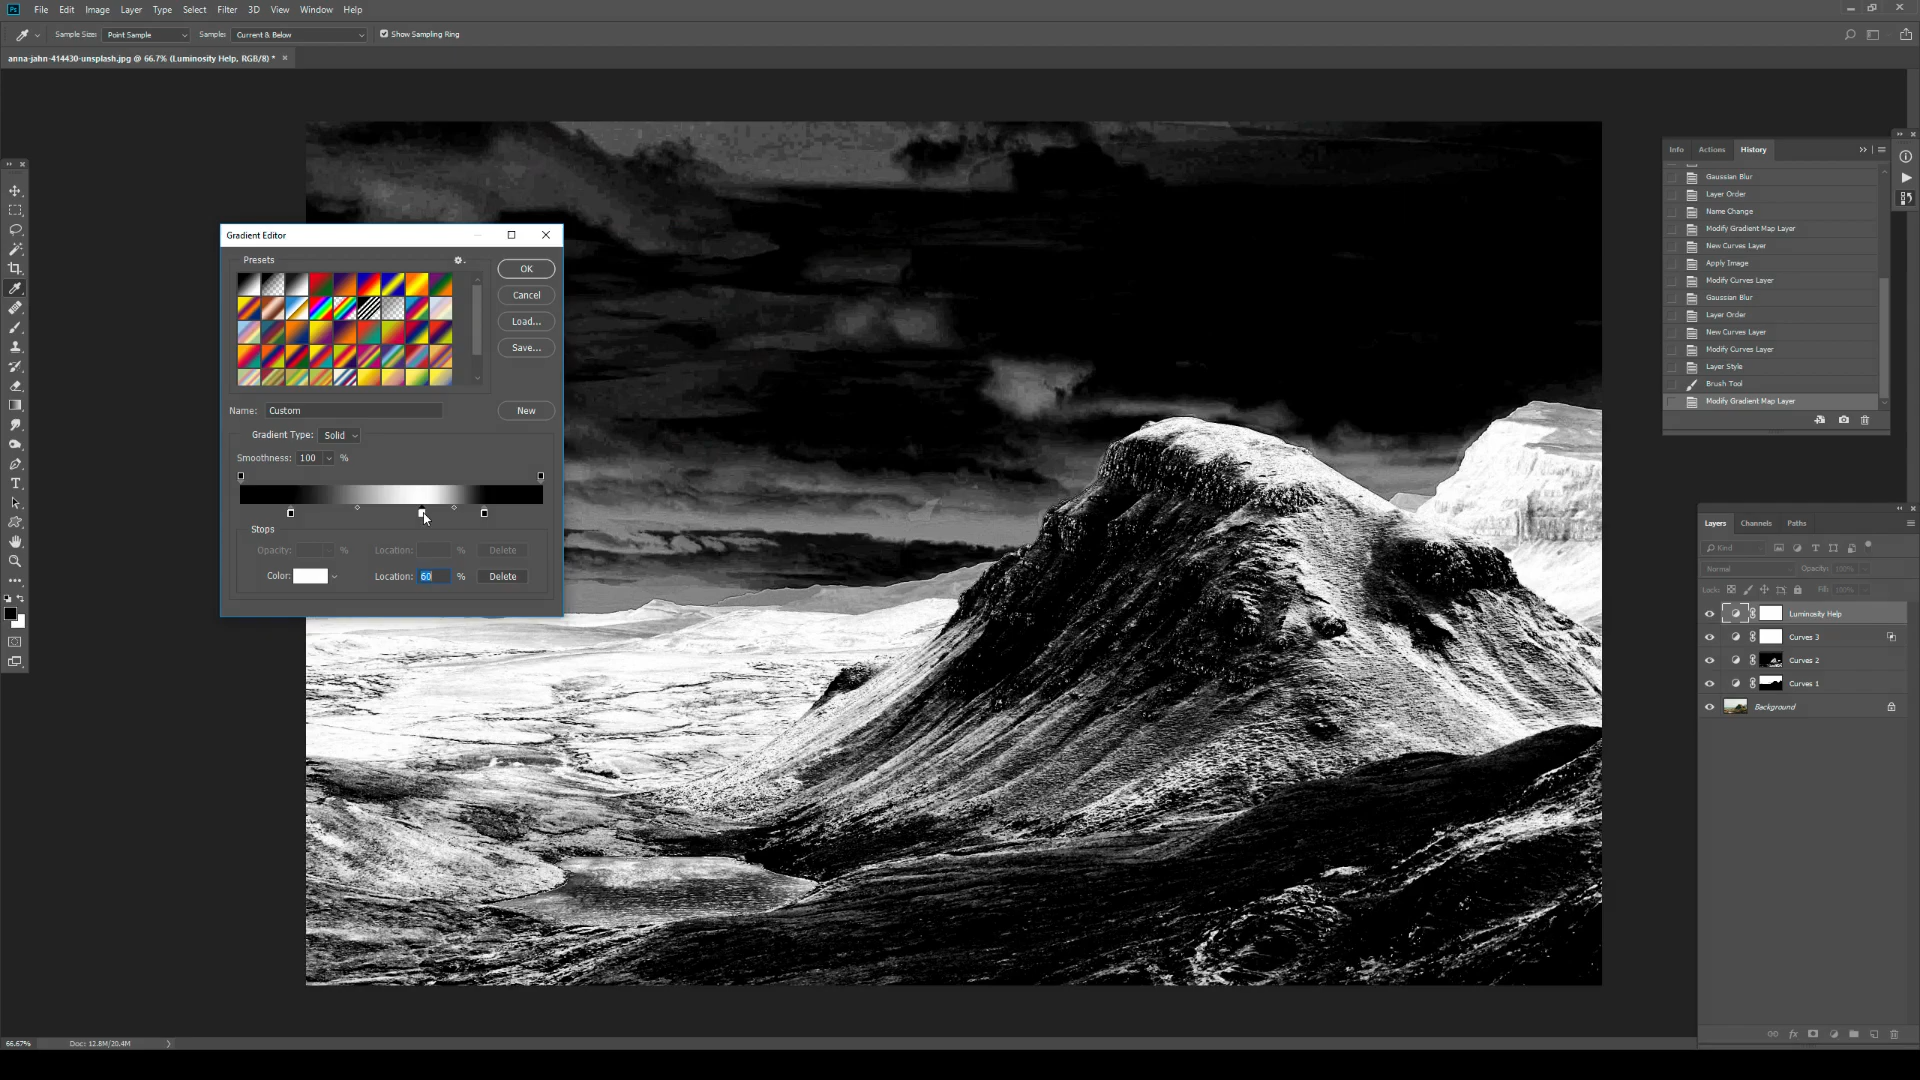 Ps File Edit Image Layer Type Select Filter 3D View Window Help
Sample Size: Point Sample Sample: Current & Below Show Sampling Ring
anna-jahn-414430-unsplash.jpg @ 66.7% (Luminosity Help, RGB/8) * ×
Gradient Editor
Presets
OK
Cancel
Load...
Save...
Name: Custom New
Gradient Type: Solid
Smoothness: 100 %
Stops
Opacity: % Location: % Delete
Color: Location: 60 % Delete
Info Actions History
Gaussian Blur
Layer Order
Name Change
Modify Gradient Map Layer
New Curves Layer
Apply Image
Modify Curves Layer
Gaussian Blur
Layer Order
New Curves Layer
Modify Curves Layer
Layer Style
Brush Tool
Modify Gradient Map Layer
Layers Channels Paths
Kind
Normal Opacity: 100%
Lock: Fill: 100%
Luminosity Help
Curves 3
Curves 2
Curves 1
Background
fx
66.67% Doc: 12.8M/20.4M